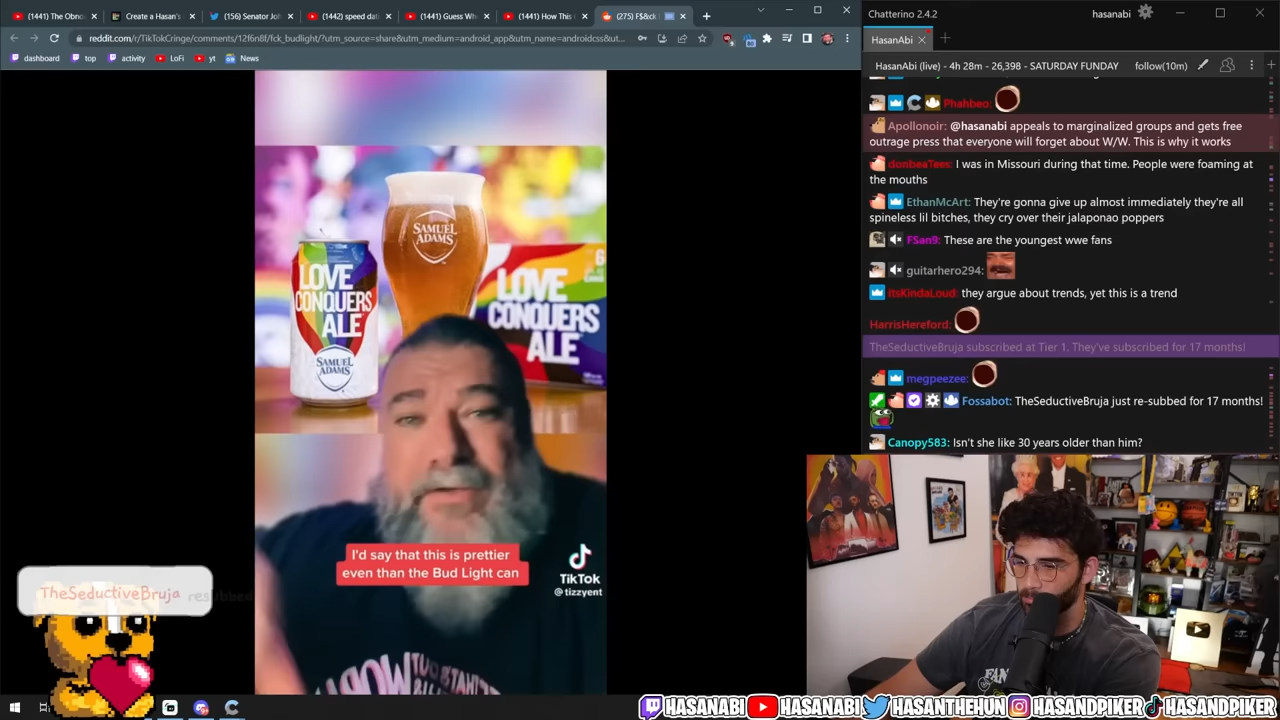 (1441) The Obno
Create a Hasan's
(156) Senator Joh
(1442) speed dat
(1441) Guess Wh
(1441) How This
(275) F$&ck
reddit.com/r/TikTokCringe/comments/12f6n8f/fck_budlight/?utm_source=share&utm_medium=android_app&utm_name=androidcss&ut...
dashboard
top
activity
LoFi
yt
News
SAMUEL
ADAMS
LOVE
CONQUERS
ALE
SAMUEL
ADAMS
LOVE
CONQUERS
ALE
I'd say that this is prettier
even than the Bud Light can
TikTok
@tizzyent
TheSeductiveBruja resubbed
Chatterino 2.4.2
hasanabi
HasanAbi
HasanAbi (live) - 4h 28m - 26,398 - SATURDAY FUNDAY
follow(10m)
Phahbeo:
Apollonoir: @hasanabi appeals to marginalized groups and gets free
outrage press that everyone will forget about W/W. This is why it works
donbeaTees: I was in Missouri during that time. People were foaming at
the mouths
EthanMcArt: They're gonna give up almost immediately they're all
spineless lil bitches, they cry over their jalaponao poppers
FSan9: These are the youngest wwe fans
guitarhero294:
ItsKindaLoud: they argue about trends, yet this is a trend
HarrisHereford:
TheSeductiveBruja subscribed at Tier 1. They've subscribed for 17 months!
megpeezee:
Fossabot: TheSeductiveBruja just re-subbed for 17 months!
Canopy583: Isn't she like 30 years older than him?
HASANABI
HASANABI
HASANTHEHUN
HASANDPIKER
HASANDPIKER